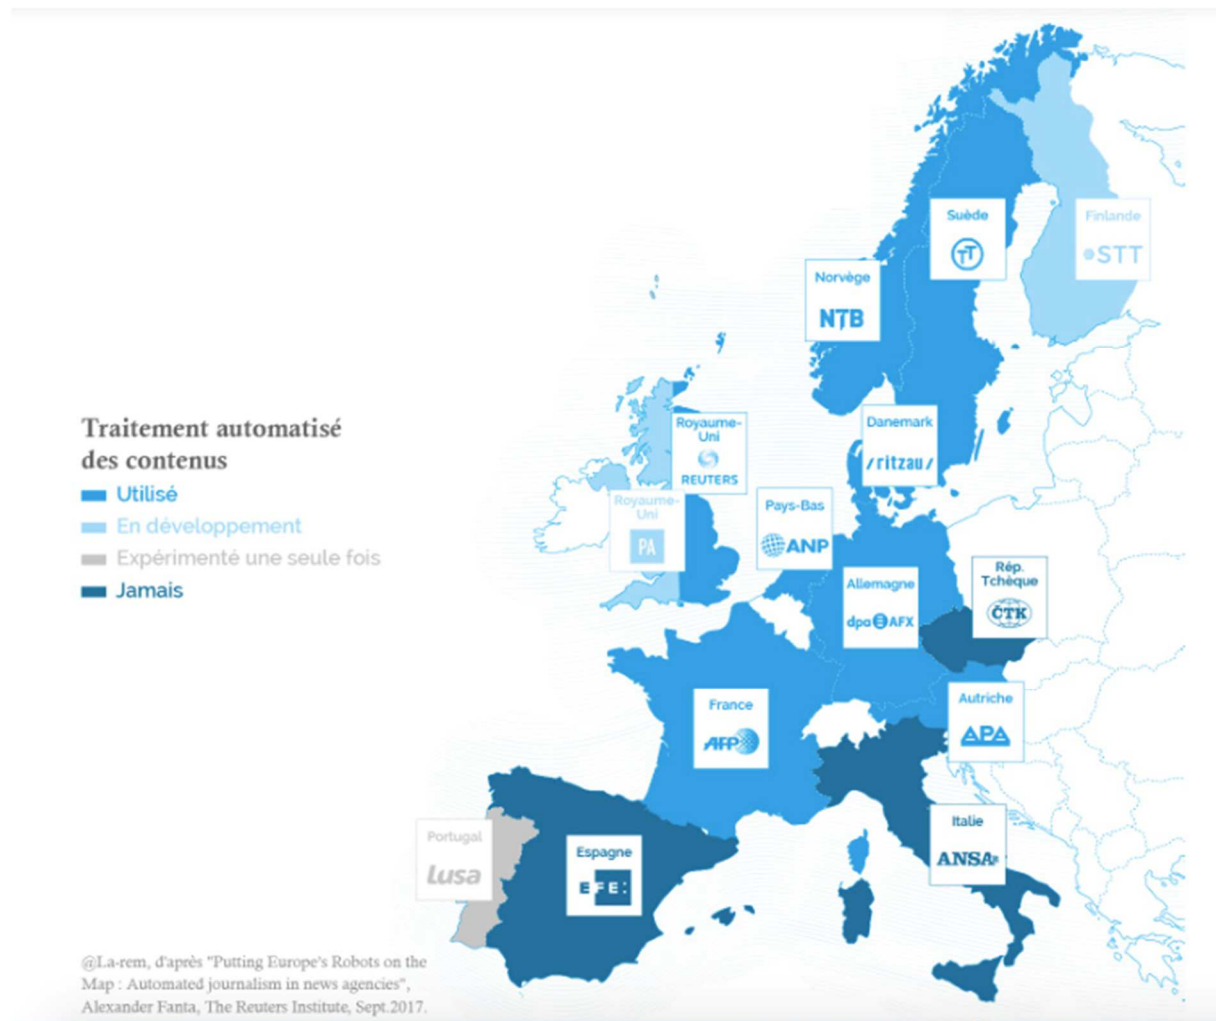 Suède
TT
Finlande
STT
Norvège
NTB
Royaume-
Uni
REUTERS
Danemark
/ritzau/
Traitement automatisé
des contenus
Utilisé
En développement
Expérimenté une seule fois
Jamais
Royaume-
Uni
PA
Pays-Bas
ANP
Allemagne
dpa AFX
Rép.
Tchèque
ČTK
France
AFP
Autriche
APA
Portugal
lusa
Espagne
EFE:
Italie
ANSA
@La-rem, d'après "Putting Europe's Robots on the
Map : Automated journalism in news agencies",
Alexander Fanta, The Reuters Institute, Sept.2017.